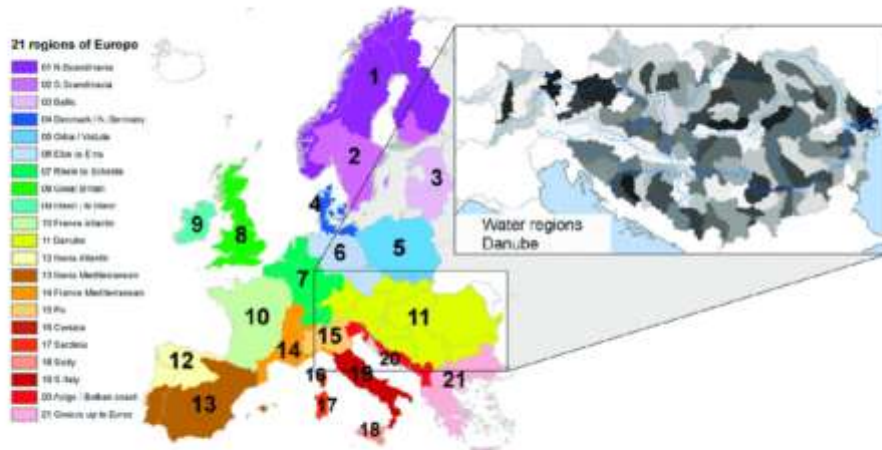 21 regions of Europe
01 N.Scandinavia
02 S.Scandinavia
03 Baltic
04 Denmark / N. Germany
05 Odra / Vistula
06 Elbe to Ems
07 Rhine to Schelde
08 Great Britain
10 France Atlantic
11 Danube
12 Iberia Atlantic
13 Iberia Mediterranean
14 France Mediterranean
15 Po
16 Corsica
17 Sardinia
18 Sicily
19 S. Italy
20 Adige / Balkan coast
21 Greece up to Evros
1
2
3
4
5
6
7
8
9
10
11
12
13
14
15
16
17
18
19
20
21
Water regions
Danube